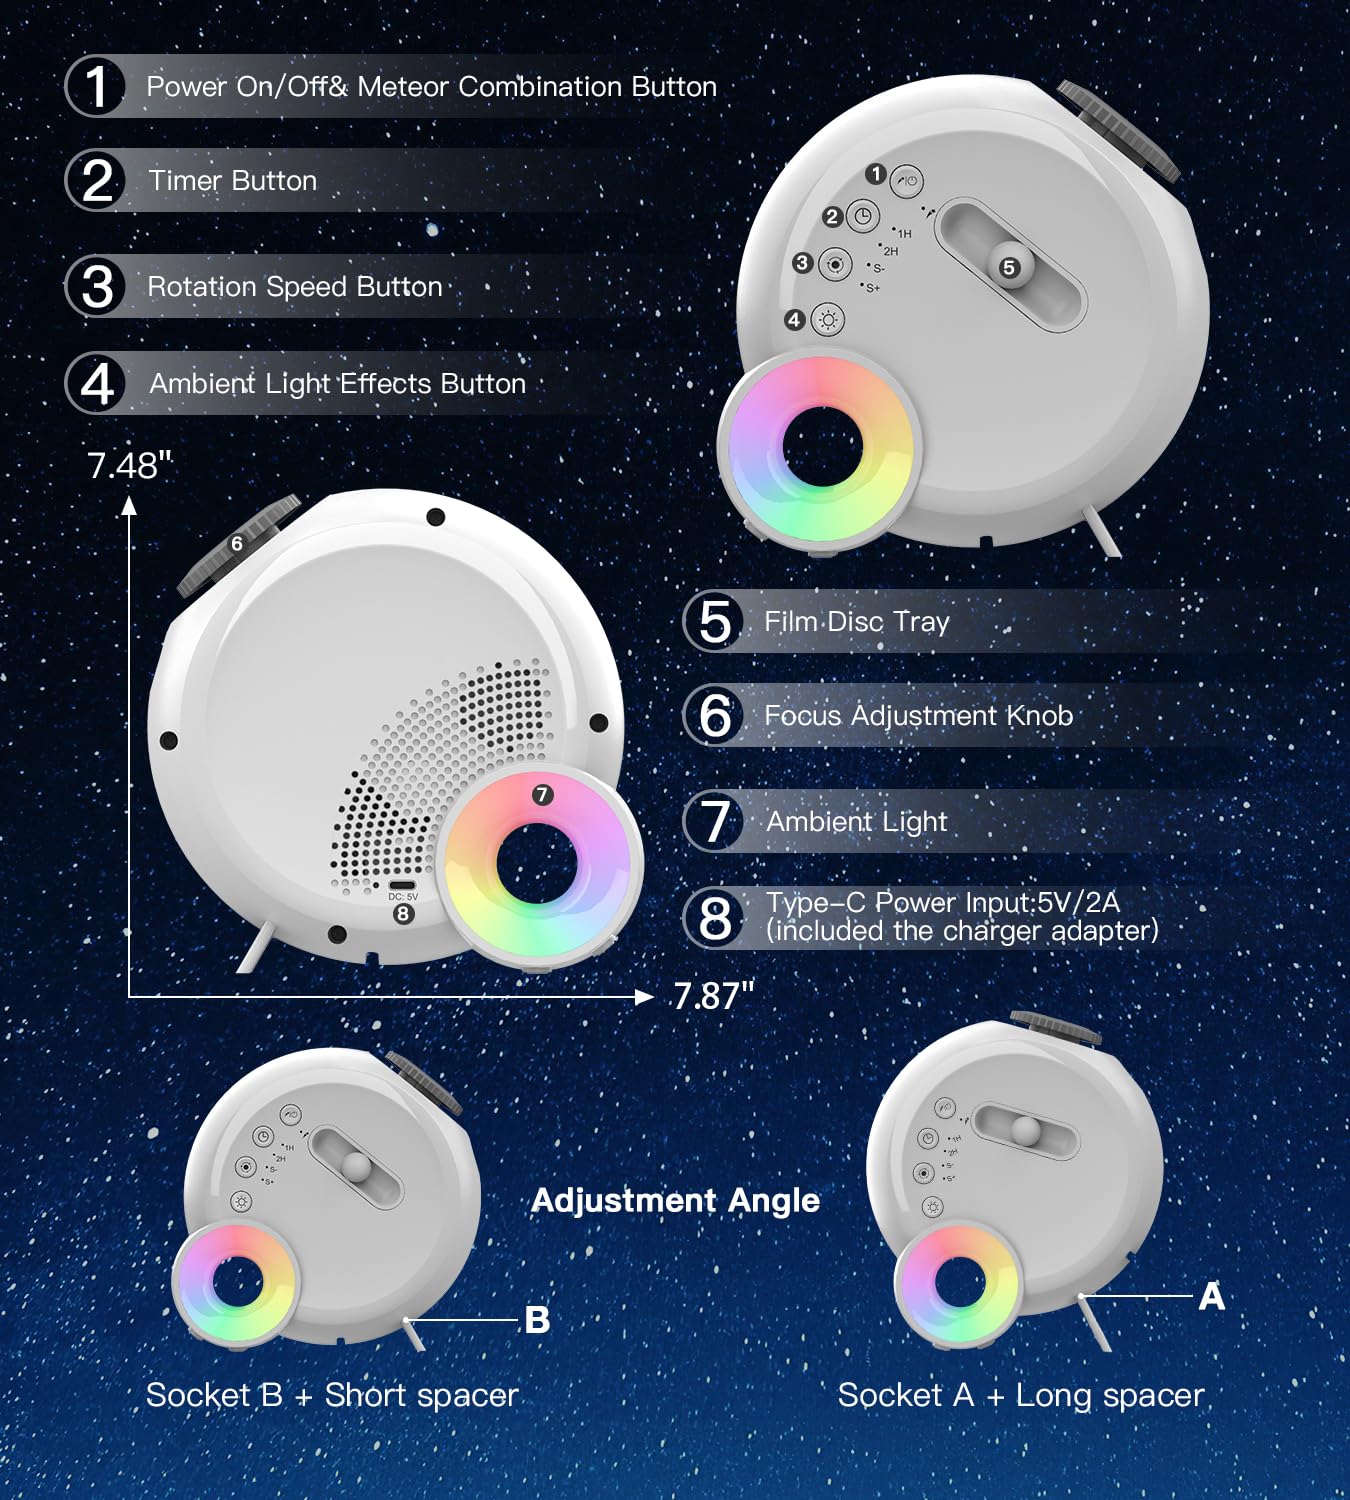 1 Power On/Off& Meteor Combination Button
2 Timer Button
3 Rotation Speed Button
4 Ambient Light Effects Button
1
2
1H
2H
3
S-
S+
4
5
7.48"
6
7
DC: 5V
8
7.87"
5 Film Disc Tray
6 Focus Adjustment Knob
7 Ambient Light
8 Type-C Power Input:5V/2A
(included the charger adapter)
1H
2H
S-
S+
B
Socket B + Short spacer
Adjustment Angle
1H
2H
S-
S+
A
Socket A + Long spacer